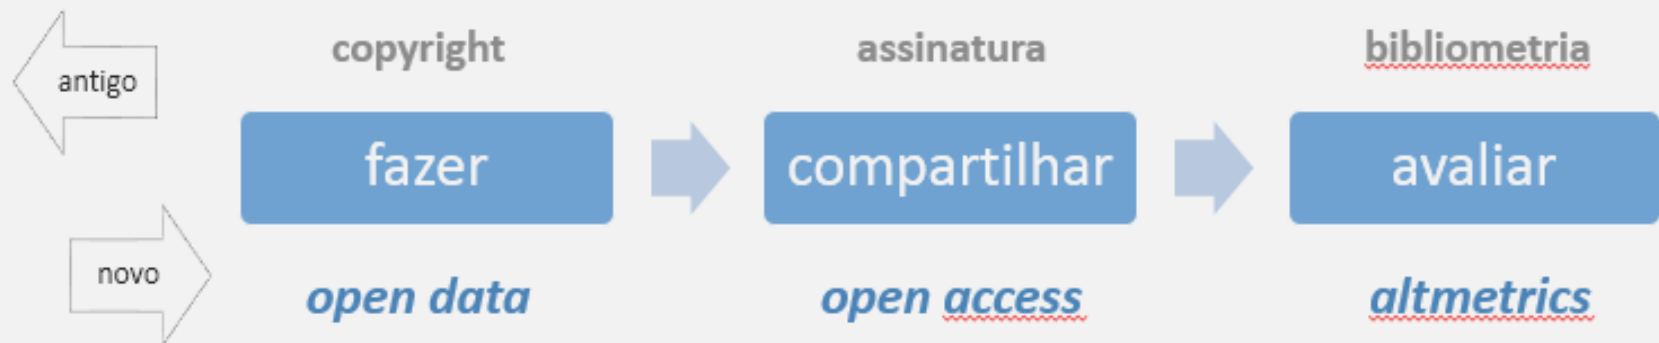 copyright assinatura bibliometria
antigo
fazer compartilhar avaliar
novo
open data open access altmetrics